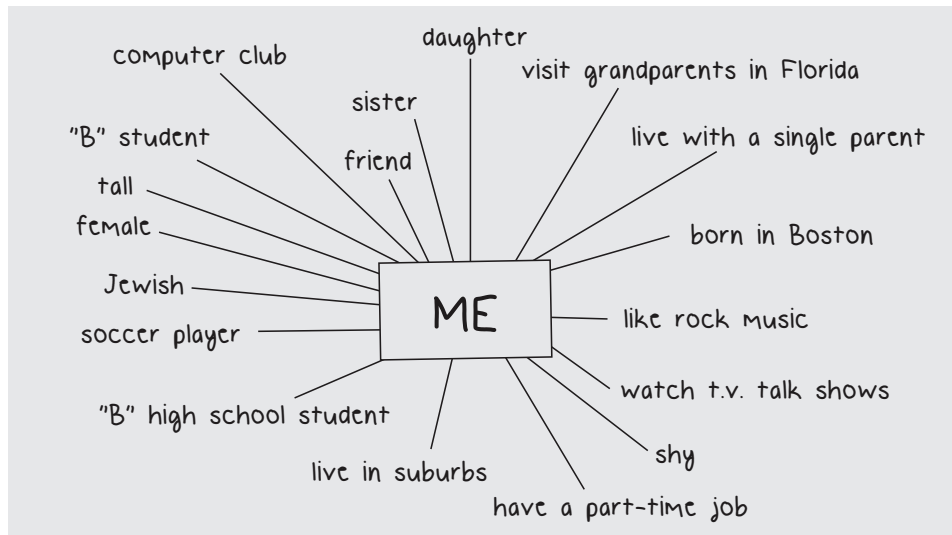 daughter
computer club
visit grandparents in Florida
sister
"B" student
live with a single parent
friend
tall
female
born in Boston
Jewish
ME
like rock music
soccer player
watch t.v. talk shows
"B" high school student
shy
live in suburbs
have a part-time job